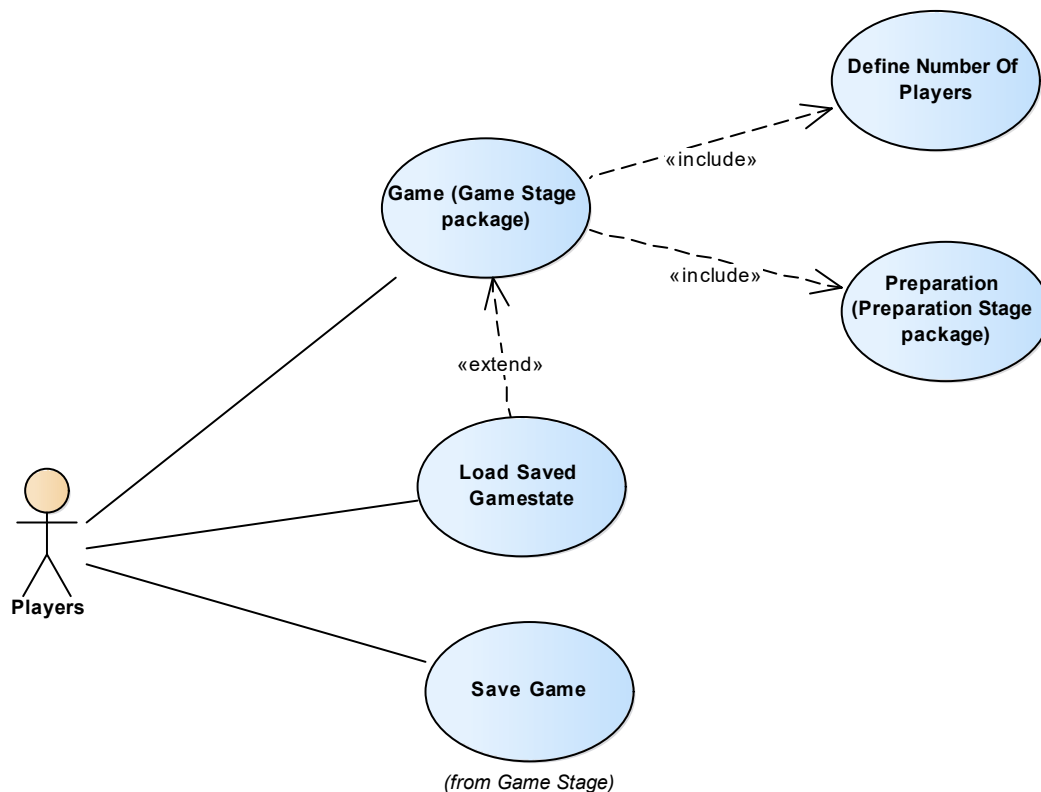 Define Number Of
Players
«include»
Game (Game Stage
package)
«include»
Preparation
(Preparation Stage
package)
«extend»
Load Saved
Gamestate
Players
Save Game
(from Game Stage)